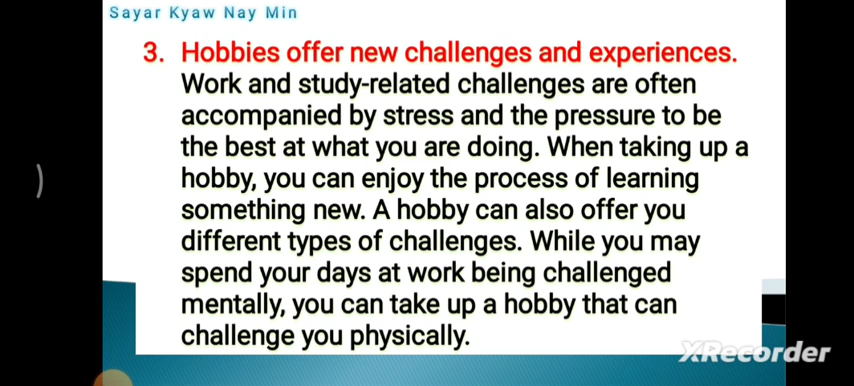 Sayar Kyaw Nay Min
3. Hobbies offer new challenges and experiences.
Work and study-related challenges are often
accompanied by stress and the pressure to be
the best at what you are doing. When taking up a
hobby, you can enjoy the process of learning
something new. A hobby can also offer you
different types of challenges. While you may
spend your days at work being challenged
mentally, you can take up a hobby that can
challenge you physically.
XRecorder